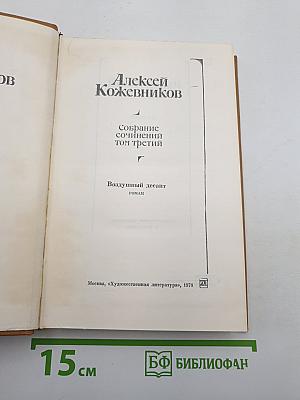 ОВ
Алексей
Кожевников
Собрание
сочинений
том третий
Воздушный десант
РОМАН
Москва, «Художественная литература», 1978
15 см
БФ БИБЛИОФАН